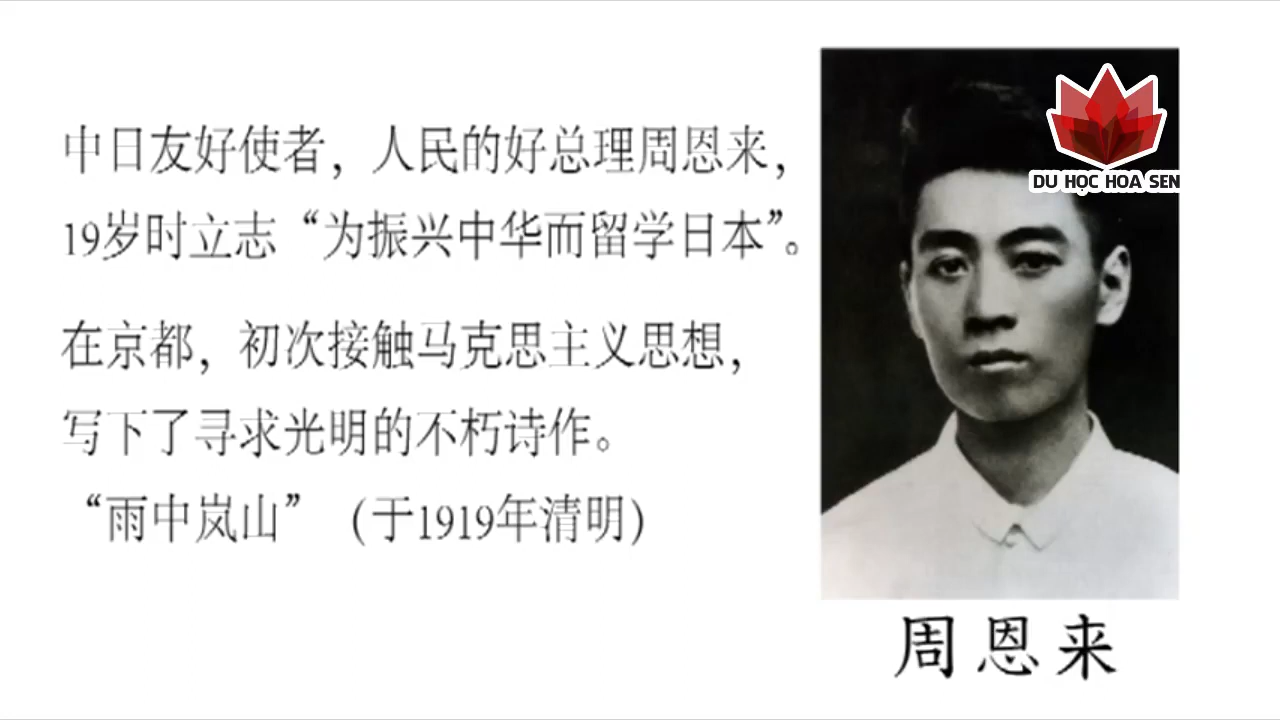 中日友好使者，人民的好总理周恩来，
19岁时立志“为振兴中华而留学日本”。
在京都，初次接触马克思主义思想，
写下了寻求光明的不朽诗作。
“雨中岚山”（于1919年清明）
DU HỌC HOA SEN
周恩来